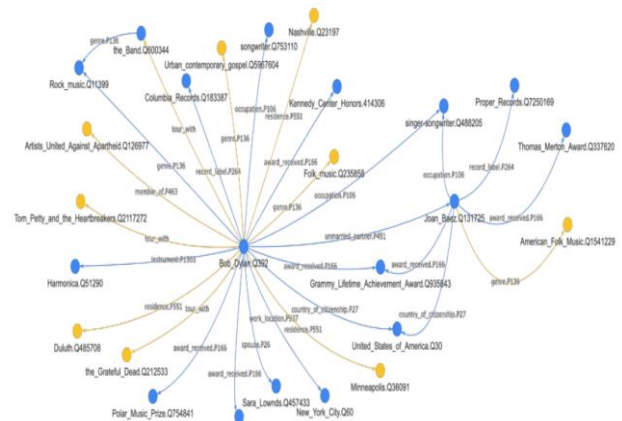 Nashville.Q23197
genre.P136
the_Band.Q600344
songwriter.Q753110
Urban_contemporary_gospel.Q5967604
Rock_music.Q11399
Columbia_Records.Q183387
residence.P551
Kennedy_Center_Honors.414306
Proper_Records.Q7250169
occupation.P106
singer-songwriter.Q488205
tour_with
genre.P136
Thomas_Merton_Award.Q337620
Artists_United_Against_Apartheid.Q126977
award_received.P166
Folk_music.Q235858
record_label.P264
genre.P136
record_label.P264
occupation.P106
member_of.P463
genre.P136
occupation.P106
Joan_Baez.Q131725
Tom_Petty_and_the_Heartbreakers.Q2117272
award_received.P166
tour_with
unmarried_partner.P451
American_Folk_Music.Q1541229
instrument.P1303
Bob_Dylan.Q392
award_received.P166
award_received.P166
Harmonica.Q51290
Grammy_Lifetime_Achievement_Award.Q935843
genre.P136
residence.P551
tour_with
country_of_citizenship.P27
country_of_citizenship.P27
work_location.P937
residence.P551
Duluth.Q485708
award_received.P166
spouse.P26
United_States_of_America.Q30
the_Grateful_Dead.Q212533
award_received.P166
Minneapolis.Q36091
Polar_Music_Prize.Q754841
Sara_Lownds.Q457433
New_York_City.Q60